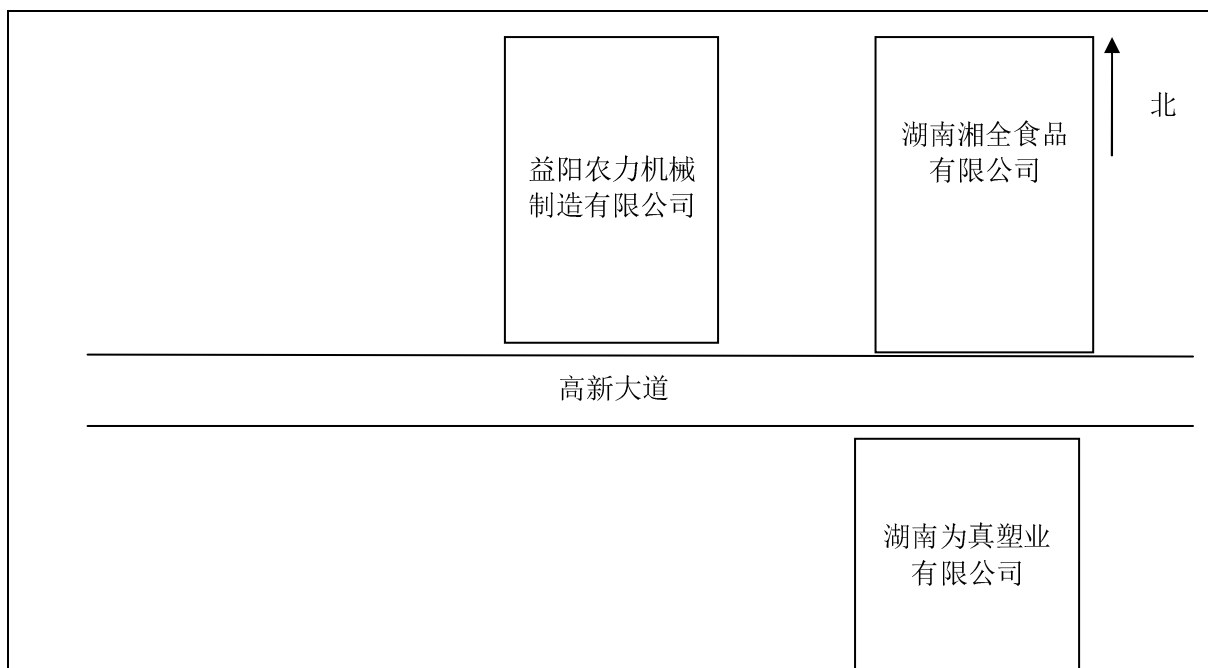 北
益阳农力机械
制造有限公司
湖南湘全食品
有限公司
高新大道
湖南为真塑业
有限公司